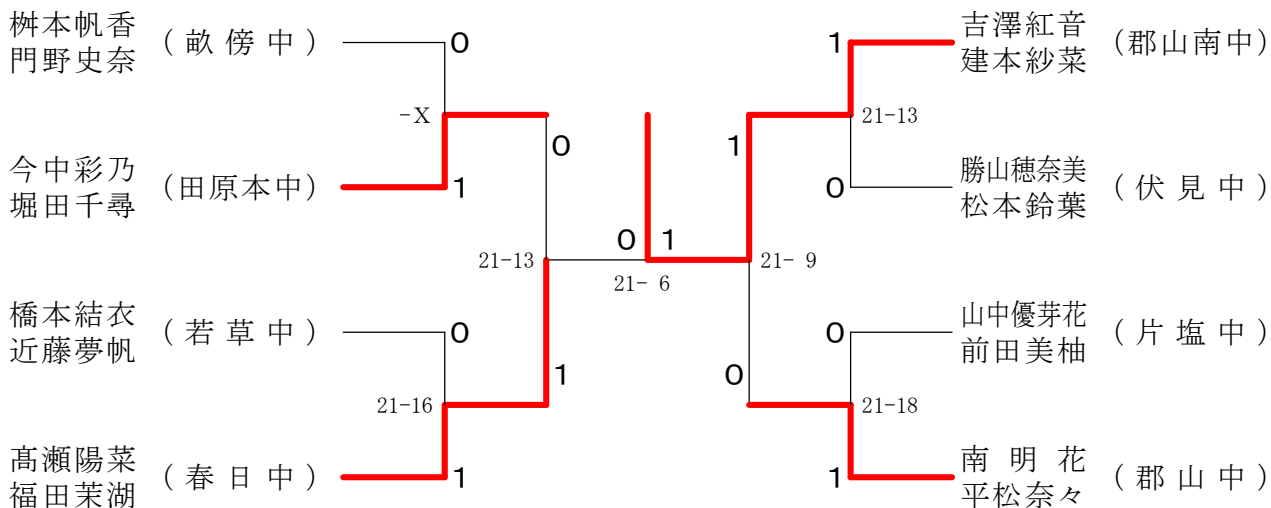 桝本帆香
門野史奈
(畝傍中)
0
-X
今中彩乃
堀田千尋
(田原本中)
1
0
21-13
橋本結衣
近藤夢帆
(若草中)
0
21-16
髙瀬陽菜
福田茉湖
(春日中)
1
1
0 1
21- 6
吉澤紅音
建本紗菜
(郡山南中)
1
21-13
勝山穂奈美
松本鈴葉
(伏見中)
0
1
21- 9
山中優芽花
前田美柚
(片塩中)
0
0
21-18
南明花
平松奈々
(郡山中)
1